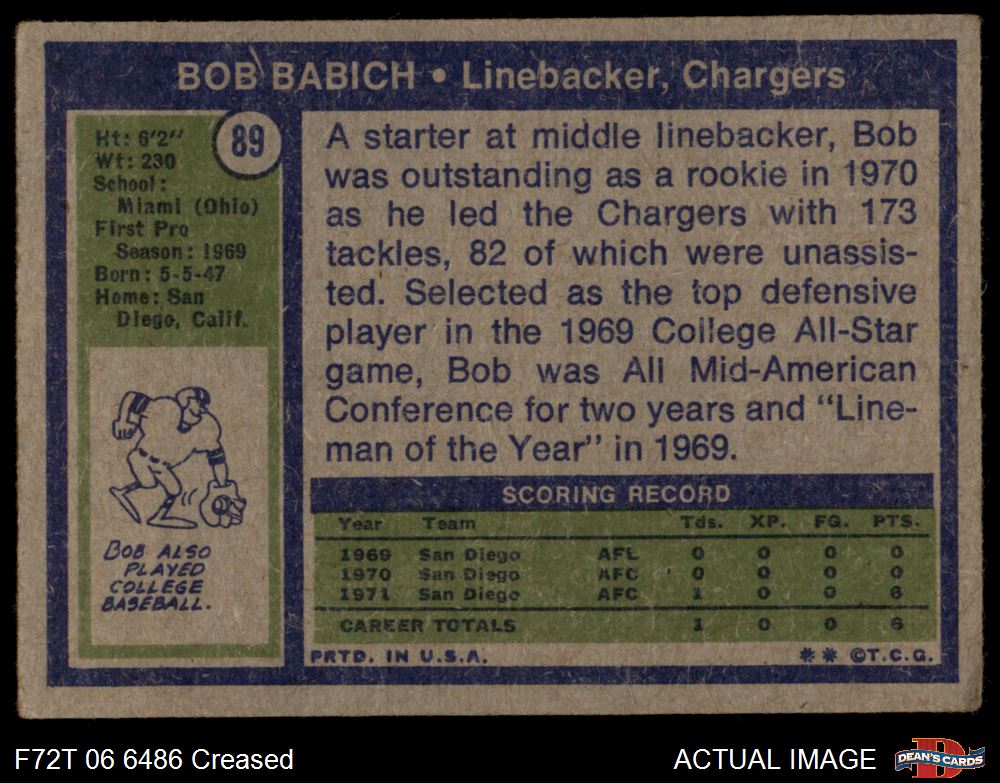 BOB BABICH • Linebacker, Chargers
89
Ht: 6'2"
Wt: 230
School:
Miami (Ohio)
First Pro
Season: 1969
Born: 5-5-47
Home: San
Diego, Calif.
BOB ALSO
PLAYED
COLLEGE
BASEBALL.
A starter at middle linebacker, Bob
was outstanding as a rookie in 1970
as he led the Chargers with 173
tackles, 82 of which were unassis-
ted. Selected as the top defensive
player in the 1969 College All-Star
game, Bob was All Mid-American
Conference for two years and "Line-
man of the Year" in 1969.
SCORING RECORD
Year Team Tds. XP. FG. PTS.
1969 San Diego AFL 0 0 0 0
1970 San Diego AFC 0 0 0 0
1971 San Diego AFC 1 0 0 6
CAREER TOTALS 1 0 0 6
PRTD. IN U.S.A. ** ©T.C.G.
F72T 06 6486 Creased
ACTUAL IMAGE
D
DEAN'S CARDS